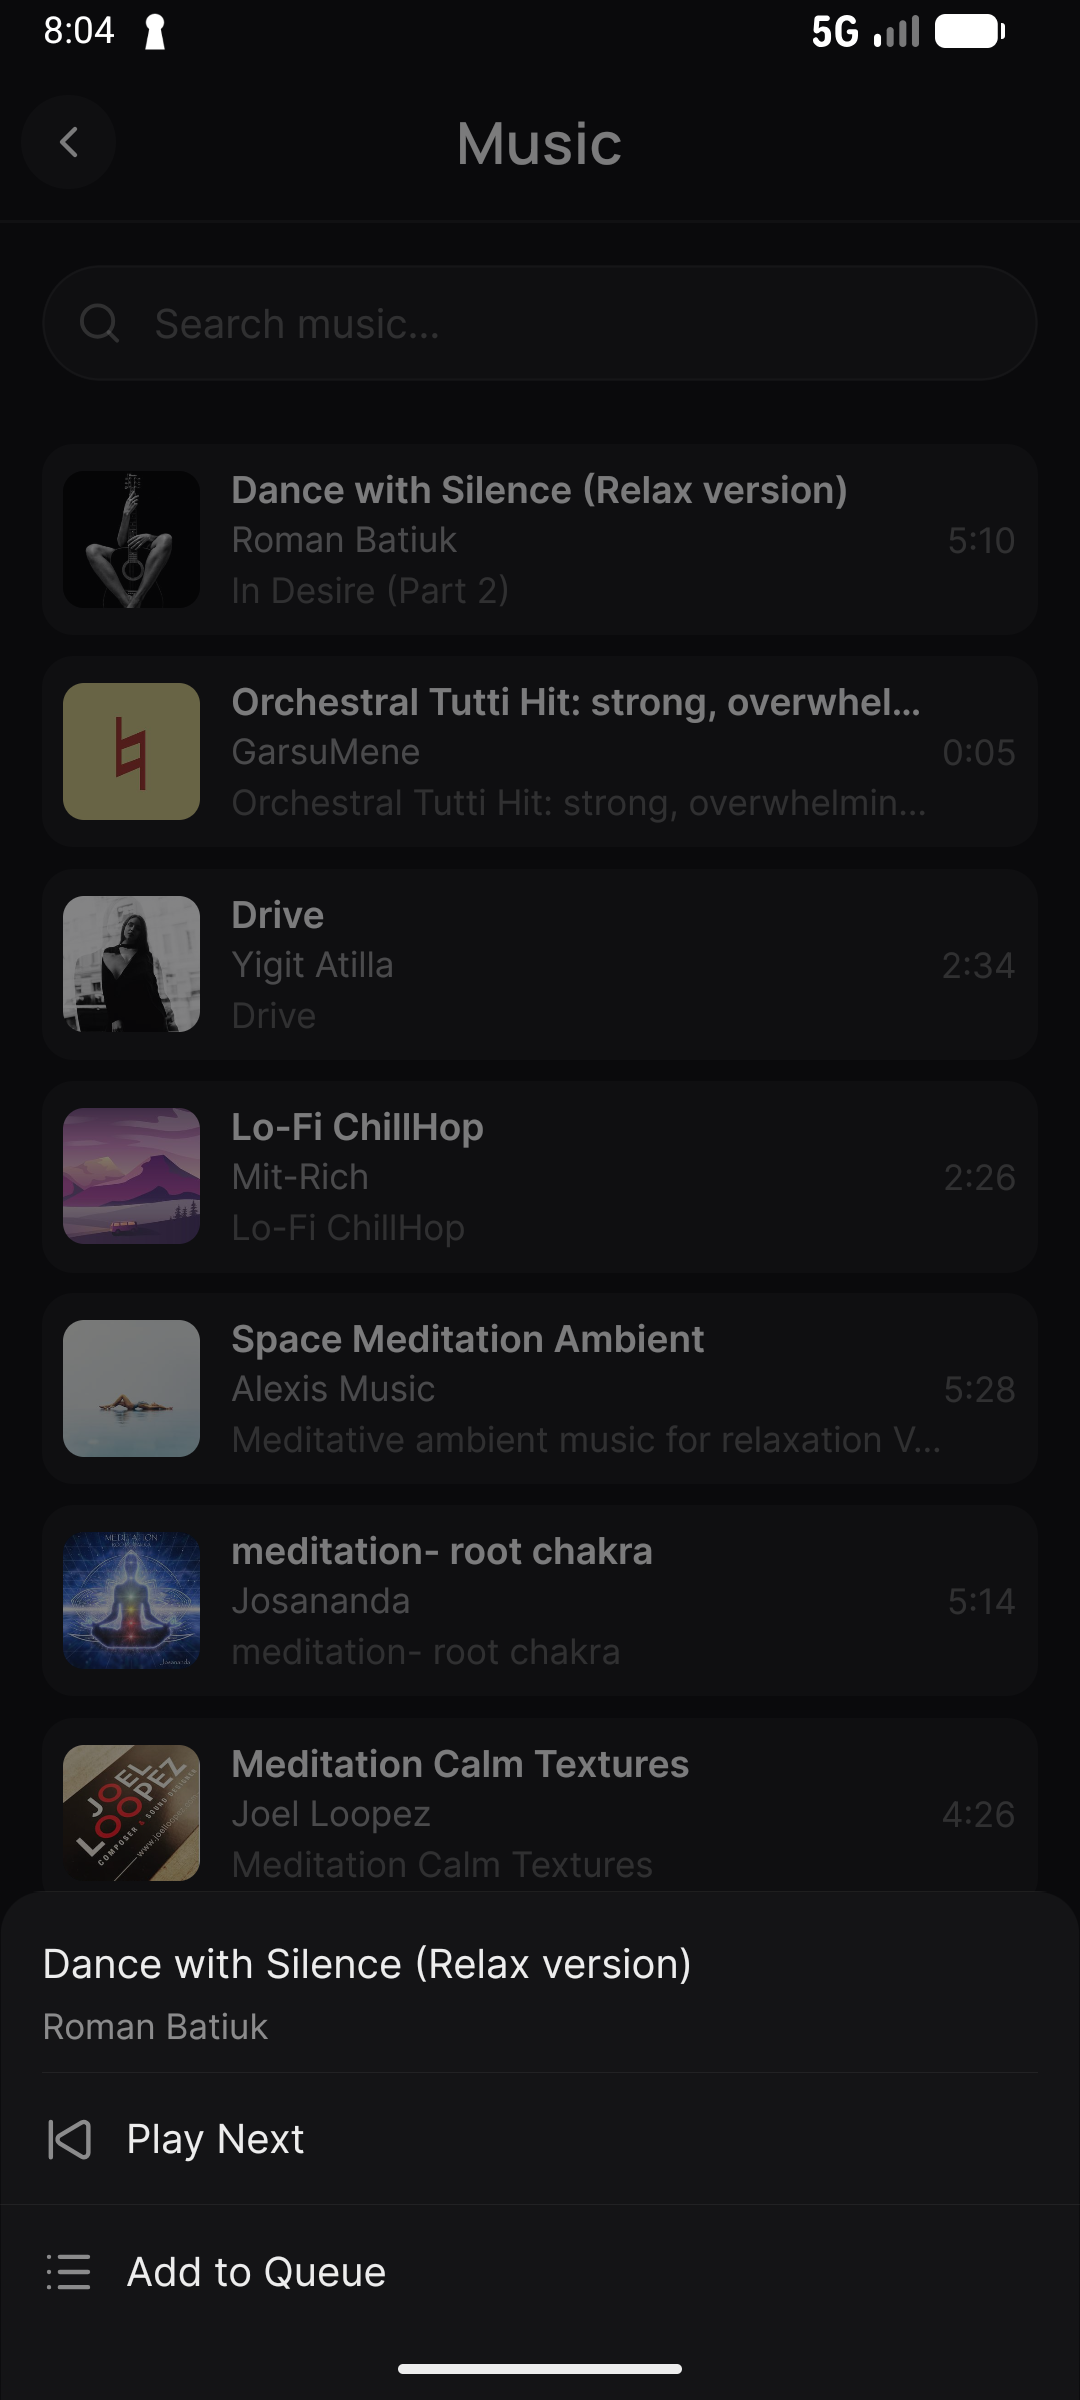 8:04
5G
Music
Search music...
Dance with Silence (Relax version)
Roman Batiuk
5:10
In Desire (Part 2)
Orchestral Tutti Hit: strong, overwhel...
GarsuMene
0:05
Orchestral Tutti Hit: strong, overwhelmin...
Drive
Yigit Atilla
2:34
Drive
Lo-Fi ChillHop
Mit-Rich
2:26
Lo-Fi ChillHop
Space Meditation Ambient
Alexis Music
5:28
Meditative ambient music for relaxation V...
MEDITATION
meditation- root chakra
Josananda
5:14
meditation- root chakra
JOEL
LOOPEZ
COMPOSER & SOUND DESIGNER
Meditation Calm Textures
Joel Loopez
4:26
Meditation Calm Textures
Dance with Silence (Relax version)
Roman Batiuk
Play Next
Add to Queue